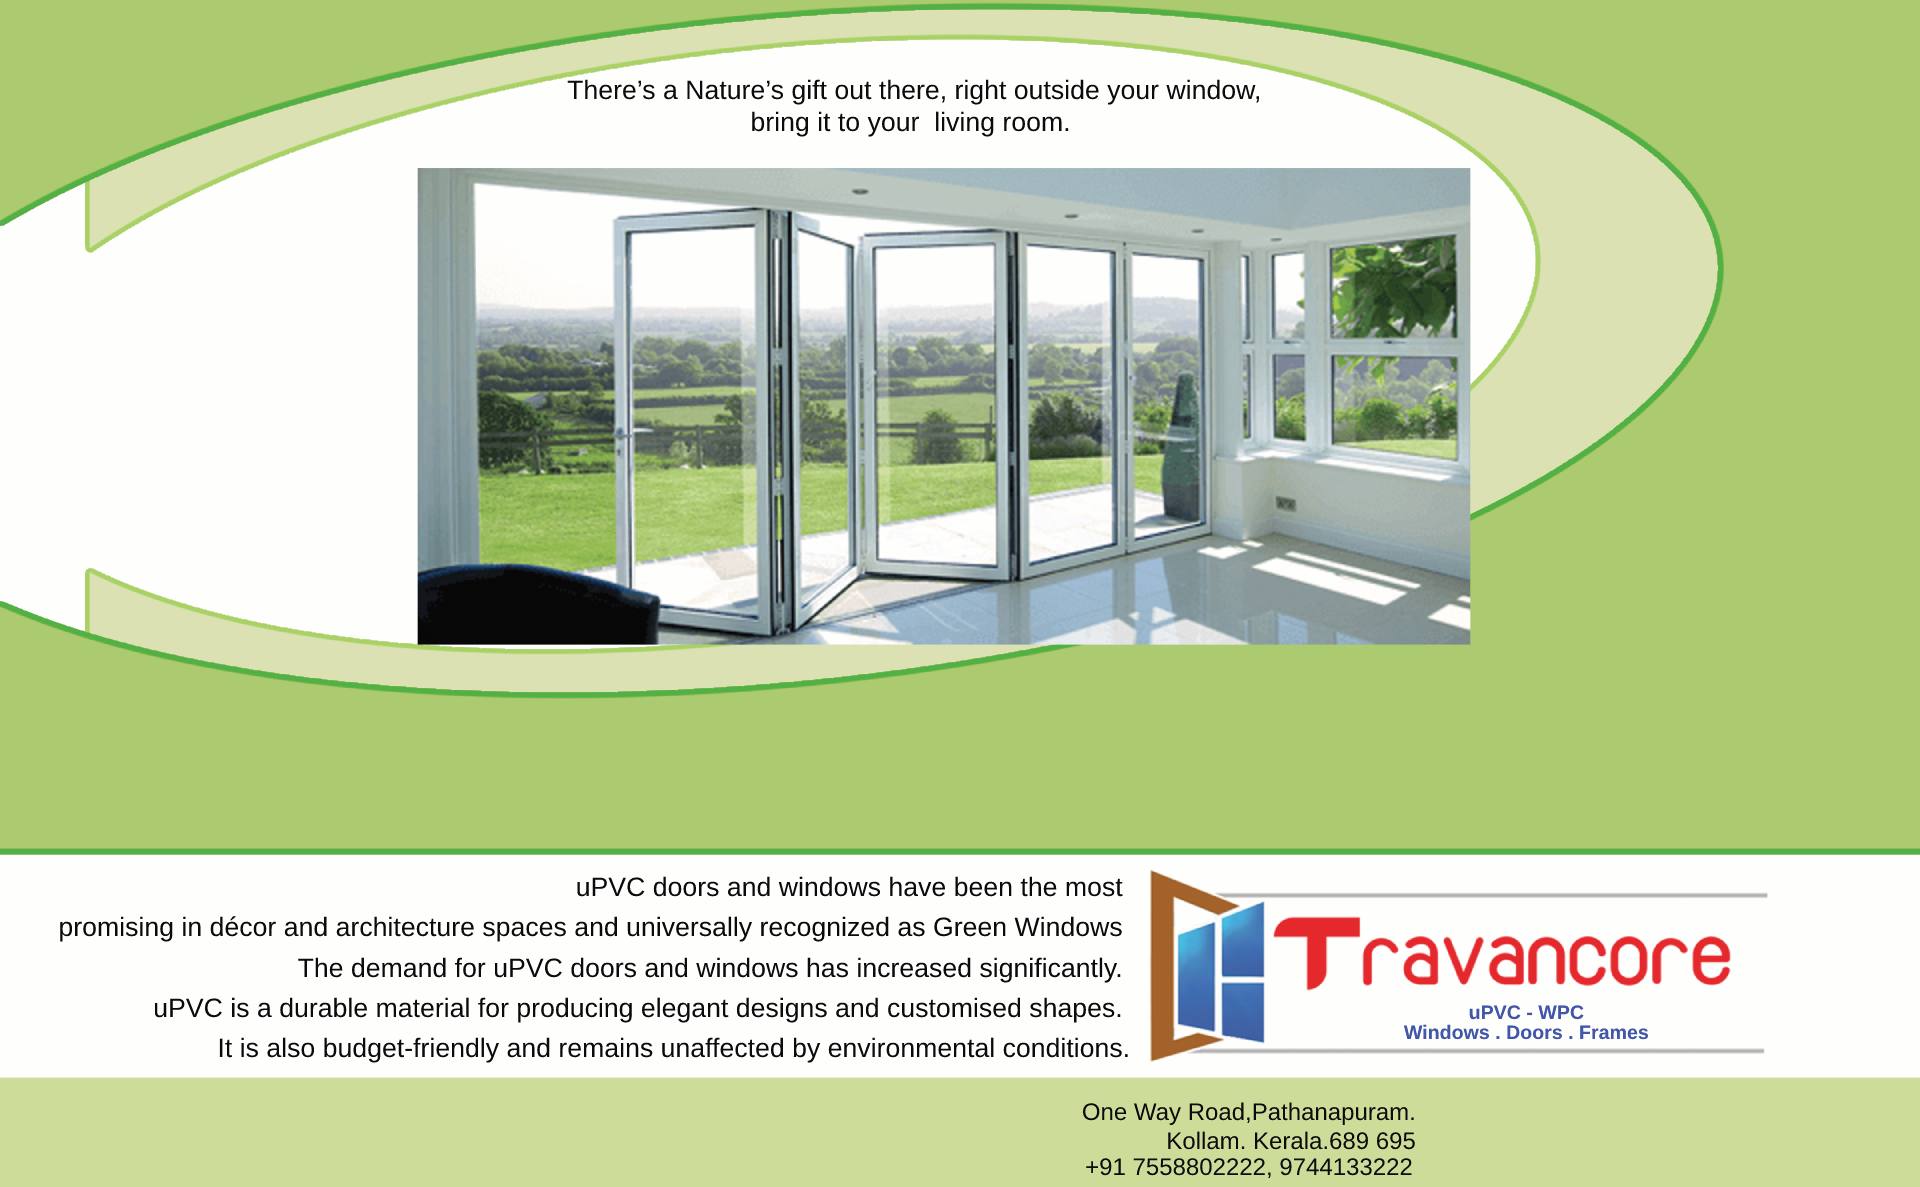 There’s a Nature’s gift out there, right outside your window,
bring it to your  living room.
uPVC doors and windows have been the most
promising in décor and architecture spaces and universally recognized as Green Windows
The demand for uPVC doors and windows has increased significantly.
uPVC is a durable material for producing elegant designs and customised shapes.
It is also budget-friendly and remains unaffected by environmental conditions.
Travancore
uPVC - WPC
Windows . Doors . Frames
One Way Road,Pathanapuram.
Kollam. Kerala.689 695
+91 7558802222, 9744133222